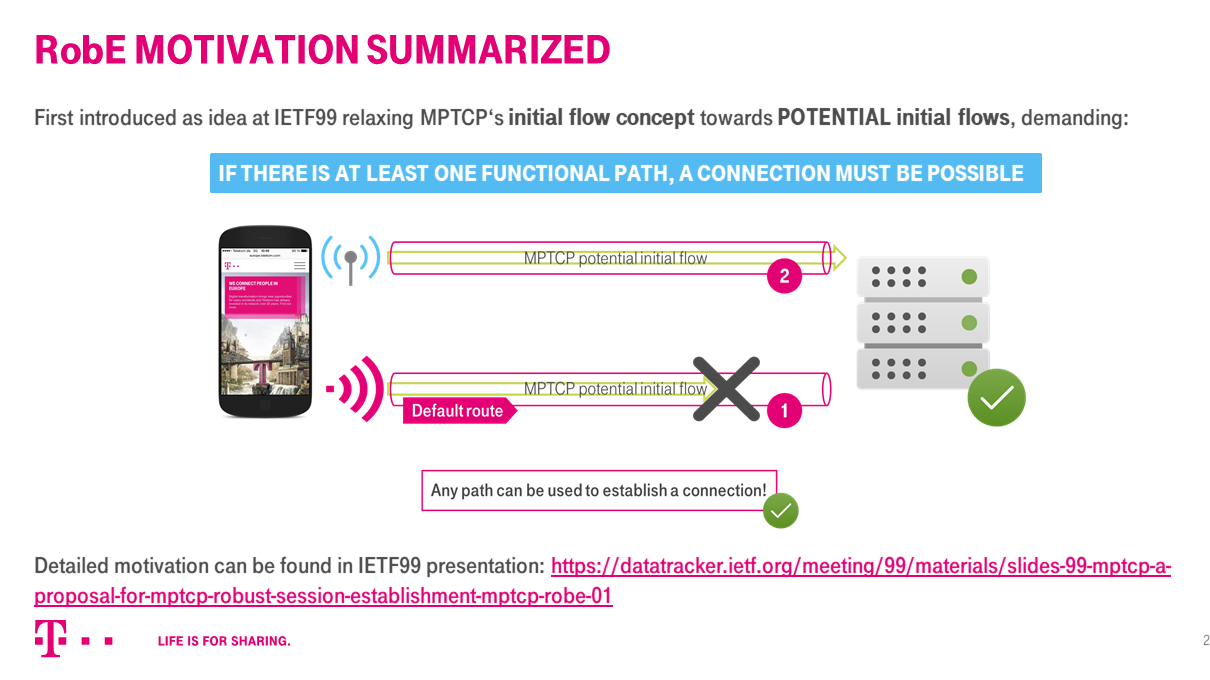 RobE MOTIVATION SUMMARIZED
First introduced as idea at IETF99 relaxing MPTCP‘s initial flow concept towards POTENTIAL initial flows, demanding:
IF THERE IS AT LEAST ONE FUNCTIONAL PATH, A CONNECTION MUST BE POSSIBLE
MPTCP potential initial flow
2
europe.telekom.com
WE CONNECT PEOPLE IN
EUROPE
MPTCP potential initial flow
Default route
1
Any path can be used to establish a connection!
Detailed motivation can be found in IETF99 presentation: https://datatracker.ietf.org/meeting/99/materials/slides-99-mptcp-a-
proposal-for-mptcp-robust-session-establishment-mptcp-robe-01
T
LIFE IS FOR SHARING.
2